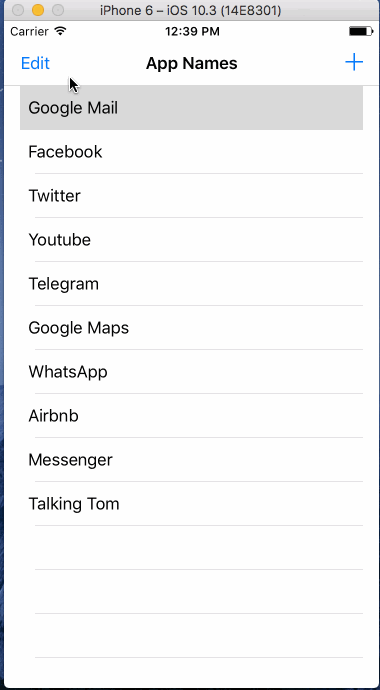 iPhone 6 – iOS 10.3 (14E8301)
Carrier 12:39 PM
Edit App Names +
Google Mail
Facebook
Twitter
Youtube
Telegram
Google Maps
WhatsApp
Airbnb
Messenger
Talking Tom